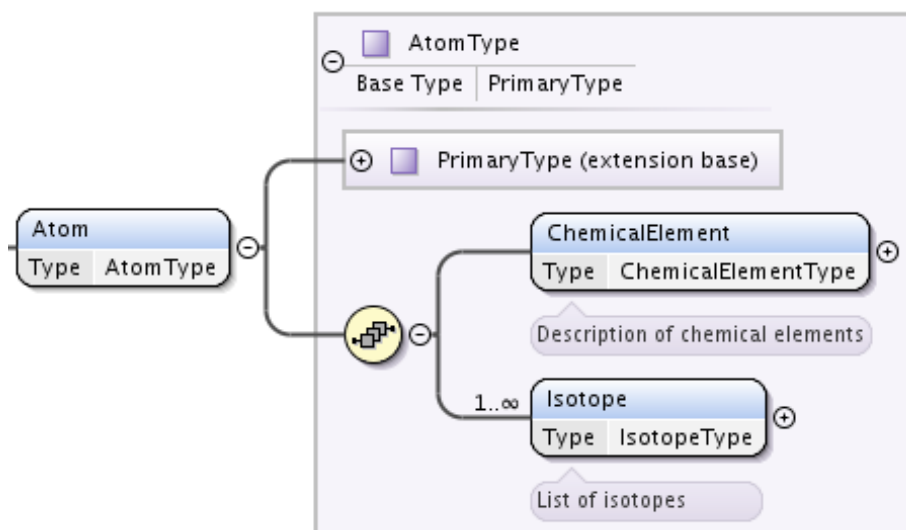 AtomType
Base Type PrimaryType
PrimaryType (extension base)
Atom
Type AtomType
ChemicalElement
Type ChemicalElementType
Description of chemical elements
1..∞
Isotope
Type IsotopeType
List of isotopes